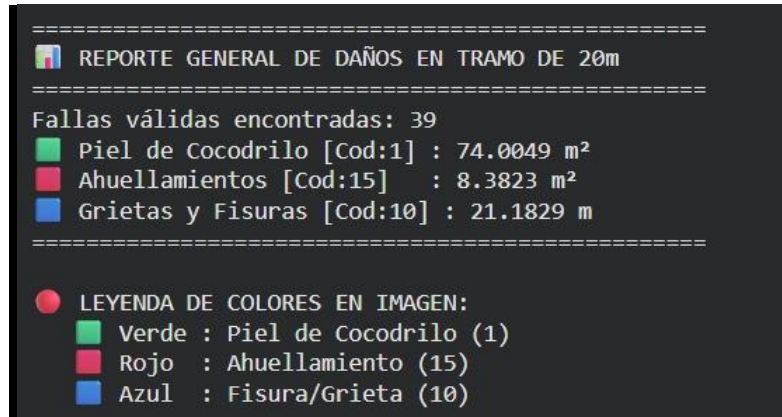 ==================================================
📊 REPORTE GENERAL DE DAÑOS EN TRAMO DE 20m
==================================================
Fallas válidas encontradas: 39
🟩 Piel de Cocodrilo [Cod:1] : 74.0049 m²
🟥 Ahuellamientos [Cod:15]   : 8.3823 m²
🟦 Grietas y Fisuras [Cod:10] : 21.1829 m
==================================================
🔴 LEYENDA DE COLORES EN IMAGEN:
🟩 Verde : Piel de Cocodrilo (1)
🟥 Rojo  : Ahuellamiento (15)
🟦 Azul  : Fisura/Grieta (10)